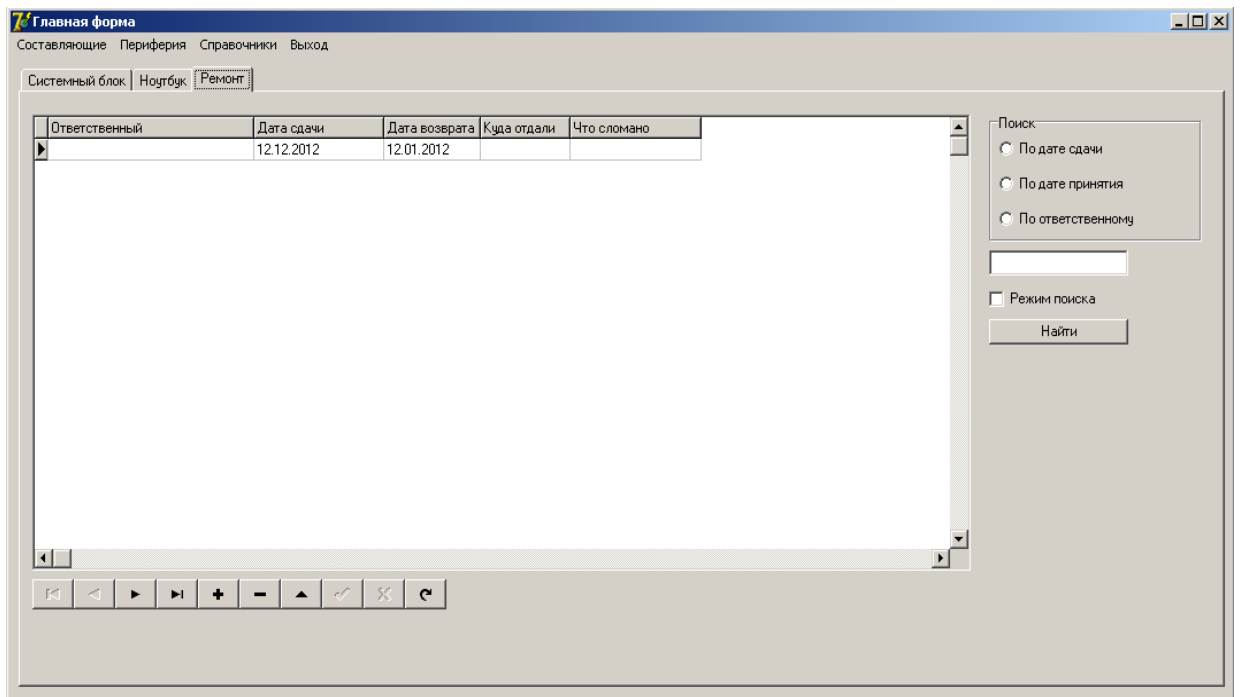 Главная форма
Составляющие Периферия Справочники Выход
Системный блок Ноутбук Ремонт
Ответственный Дата сдачи Дата возврата Куда отдали Что сломано
12.12.2012 12.01.2012
Поиск
По дате сдачи
По дате принятия
По ответственному
Режим поиска
Найти